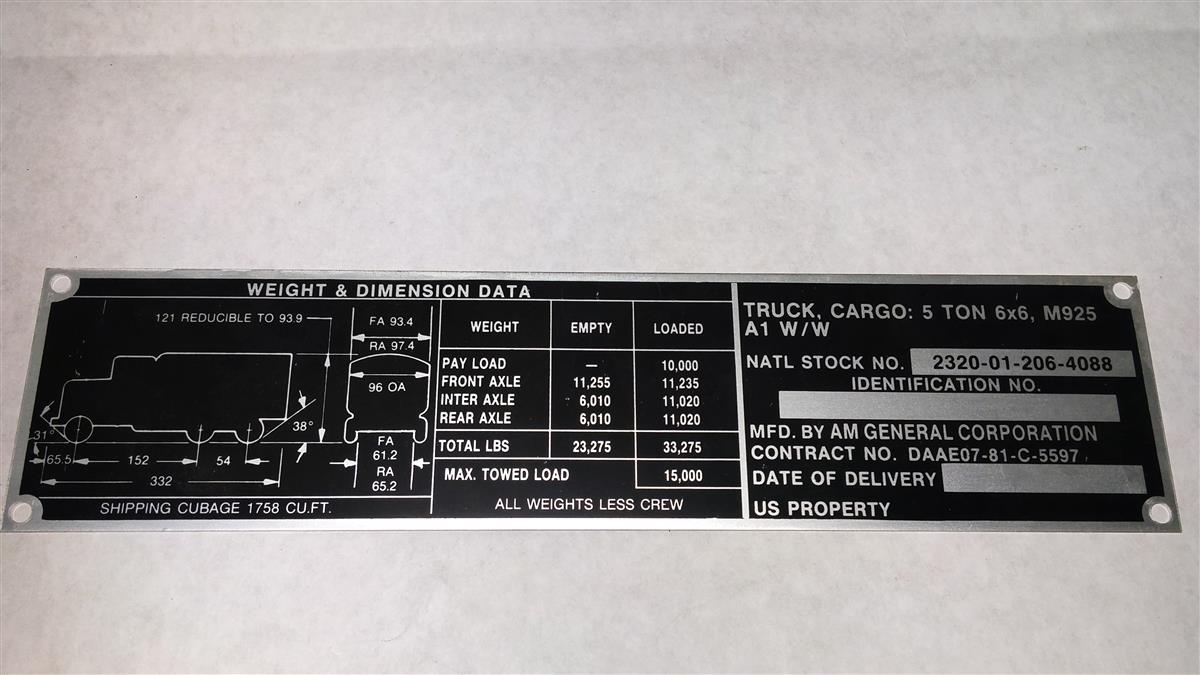 WEIGHT & DIMENSION DATA
121 REDUCIBLE TO 93.9
FA 93.4
RA 97.4
96 OA
31°
38°
65.5
152
54
332
FA
61.2
RA
65.2
SHIPPING CUBAGE 1758 CU.FT.
WEIGHT EMPTY LOADED
PAY LOAD — 10,000
FRONT AXLE 11,255 11,235
INTER AXLE 6,010 11,020
REAR AXLE 6,010 11,020
TOTAL LBS 23,275 33,275
MAX. TOWED LOAD 15,000
ALL WEIGHTS LESS CREW
TRUCK, CARGO: 5 TON 6x6, M925
A1 W/W
NATL STOCK NO. 2320-01-206-4088
IDENTIFICATION NO.
MFD. BY AM GENERAL CORPORATION
CONTRACT NO. DAAE07-81-C-5597
DATE OF DELIVERY
US PROPERTY